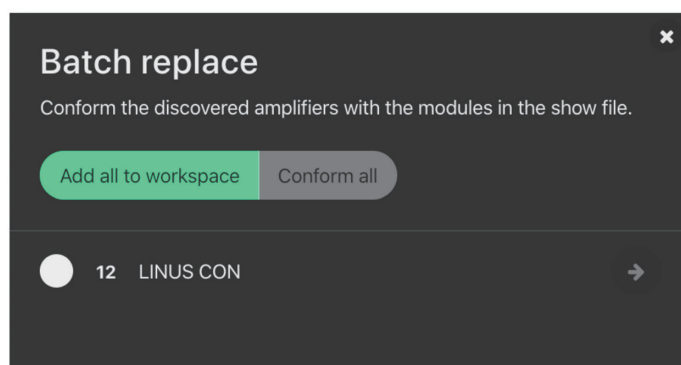 Batch replace
Conform the discovered amplifiers with the modules in the show file.
Add all to workspace Conform all
12 LINUS CON